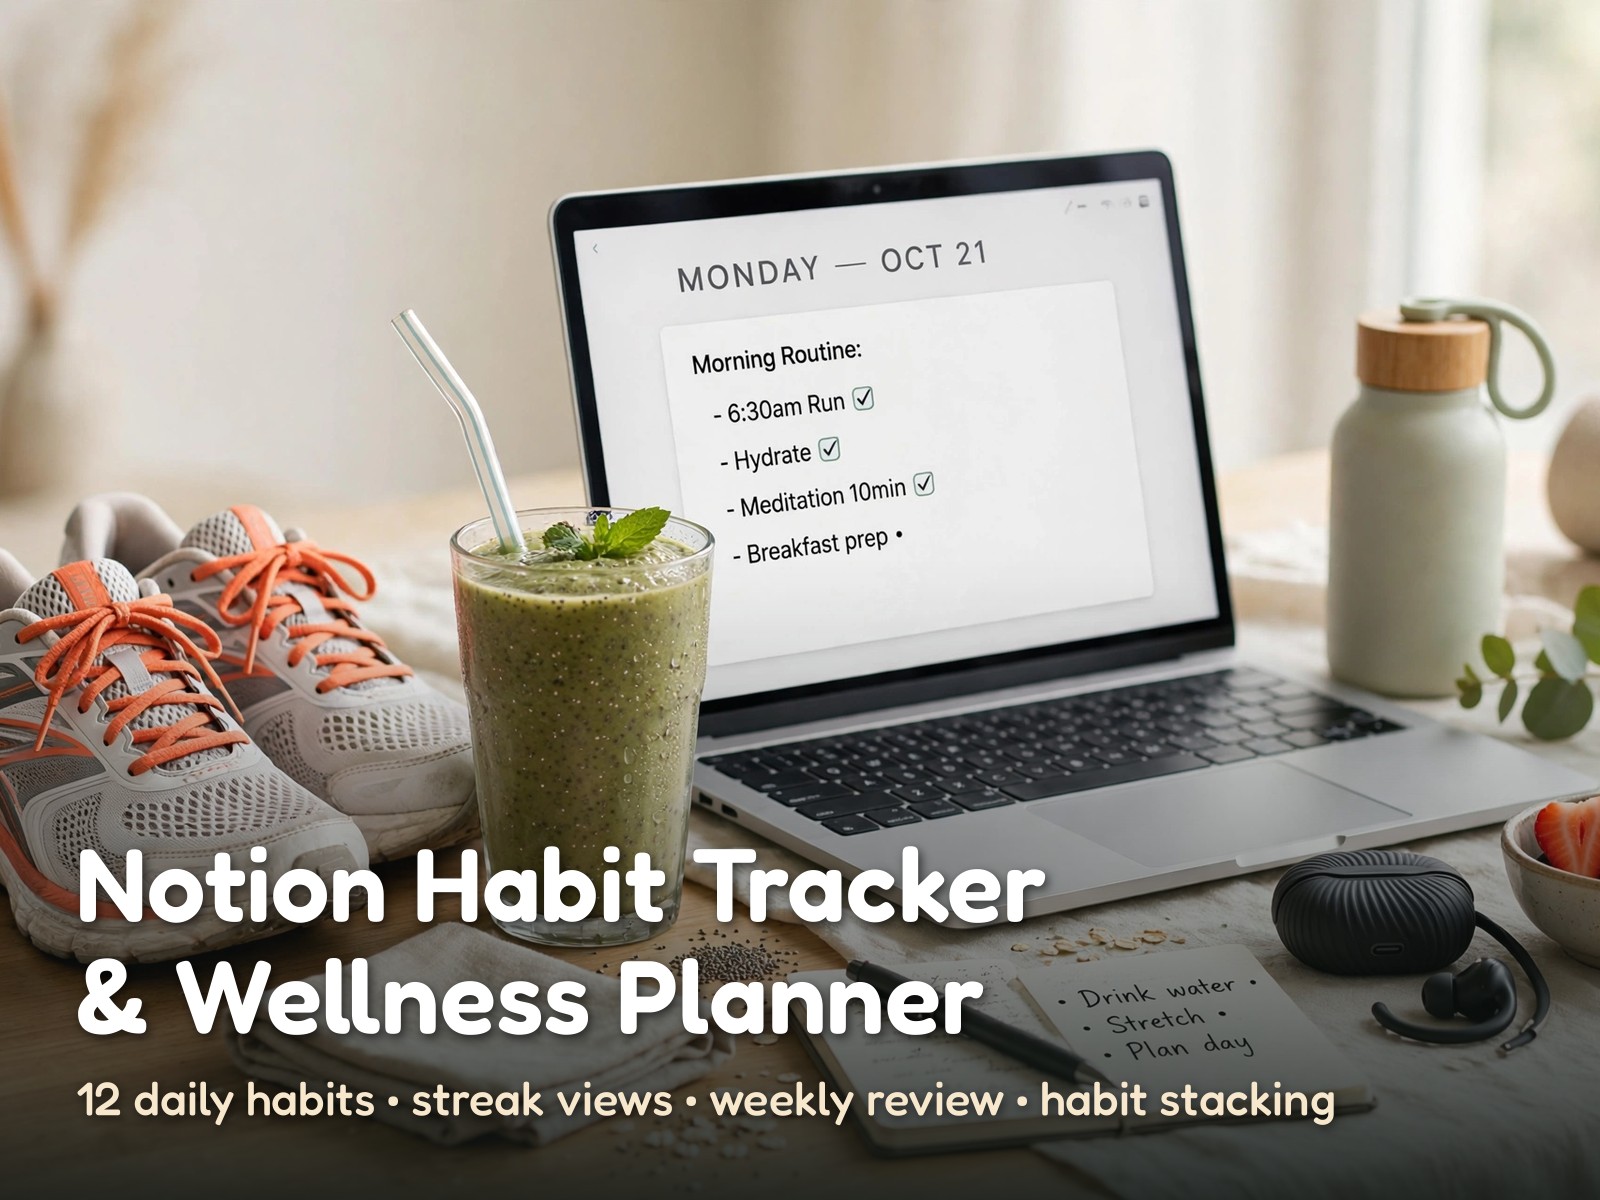 MONDAY — OCT 21
Morning Routine:
- 6:30am Run ☑
- Hydrate ☑
- Meditation 10min ☑
- Breakfast prep •
Notion Habit Tracker
& Wellness Planner
• Drink water •
• Stretch •
• Plan day
12 daily habits • streak views • weekly review • habit stacking